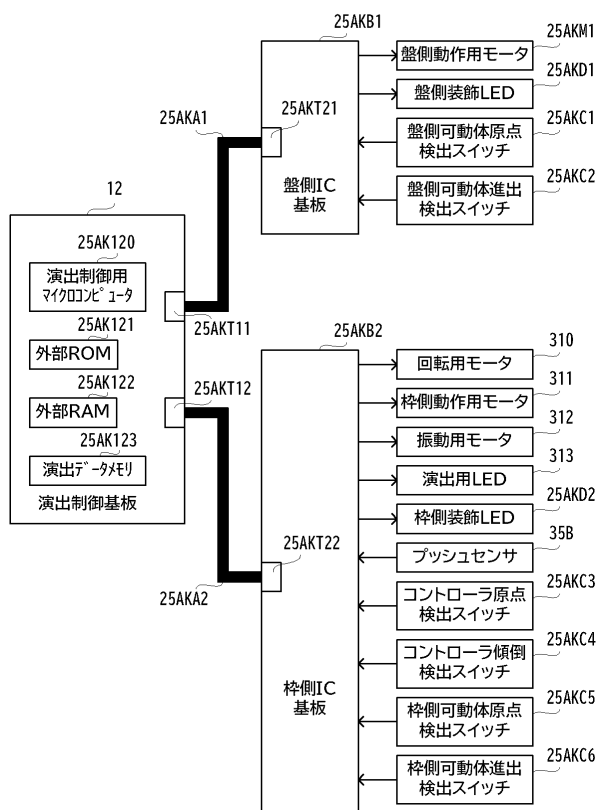 25AKB1
25AKM1
盤側動作用モータ
25AKD1
盤側装飾LED
25AKA1
25AKT21
25AKC1
盤側可動体原点
検出スイッチ
盤側IC
基板
25AKC2
盤側可動体進出
検出スイッチ
12
25AK120
演出制御用
ﾏｲｸﾛｺﾝﾋﾟｭｰﾀ
25AKT11
25AK121
外部ROM
25AK122
外部RAM
25AKT12
25AK123
演出ﾃﾞｰﾀﾒﾓﾘ
演出制御基板
25AKB2
310
回転用モータ
311
枠側動作用モータ
312
振動用モータ
313
演出用LED
25AKD2
枠側装飾LED
25AKT22
35B
プッシュセンサ
25AKA2
25AKC3
コントローラ原点
検出スイッチ
25AKC4
コントローラ傾倒
検出スイッチ
枠側IC
基板
25AKC5
枠側可動体原点
検出スイッチ
25AKC6
枠側可動体進出
検出スイッチ